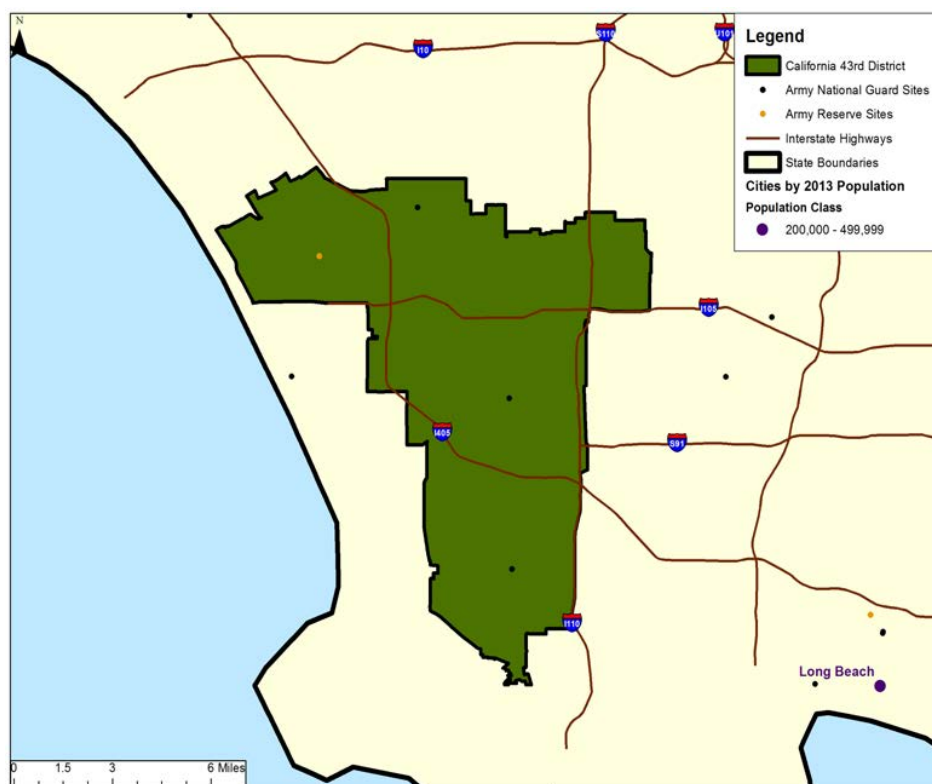 N
I10
S110
U101
Legend
California 43rd District
Army National Guard Sites
Army Reserve Sites
Interstate Highways
State Boundaries
Cities by 2013 Population
Population Class
200,000 - 499,999
I105
I405
S91
I110
Long Beach
0 1.5 3 6 Miles